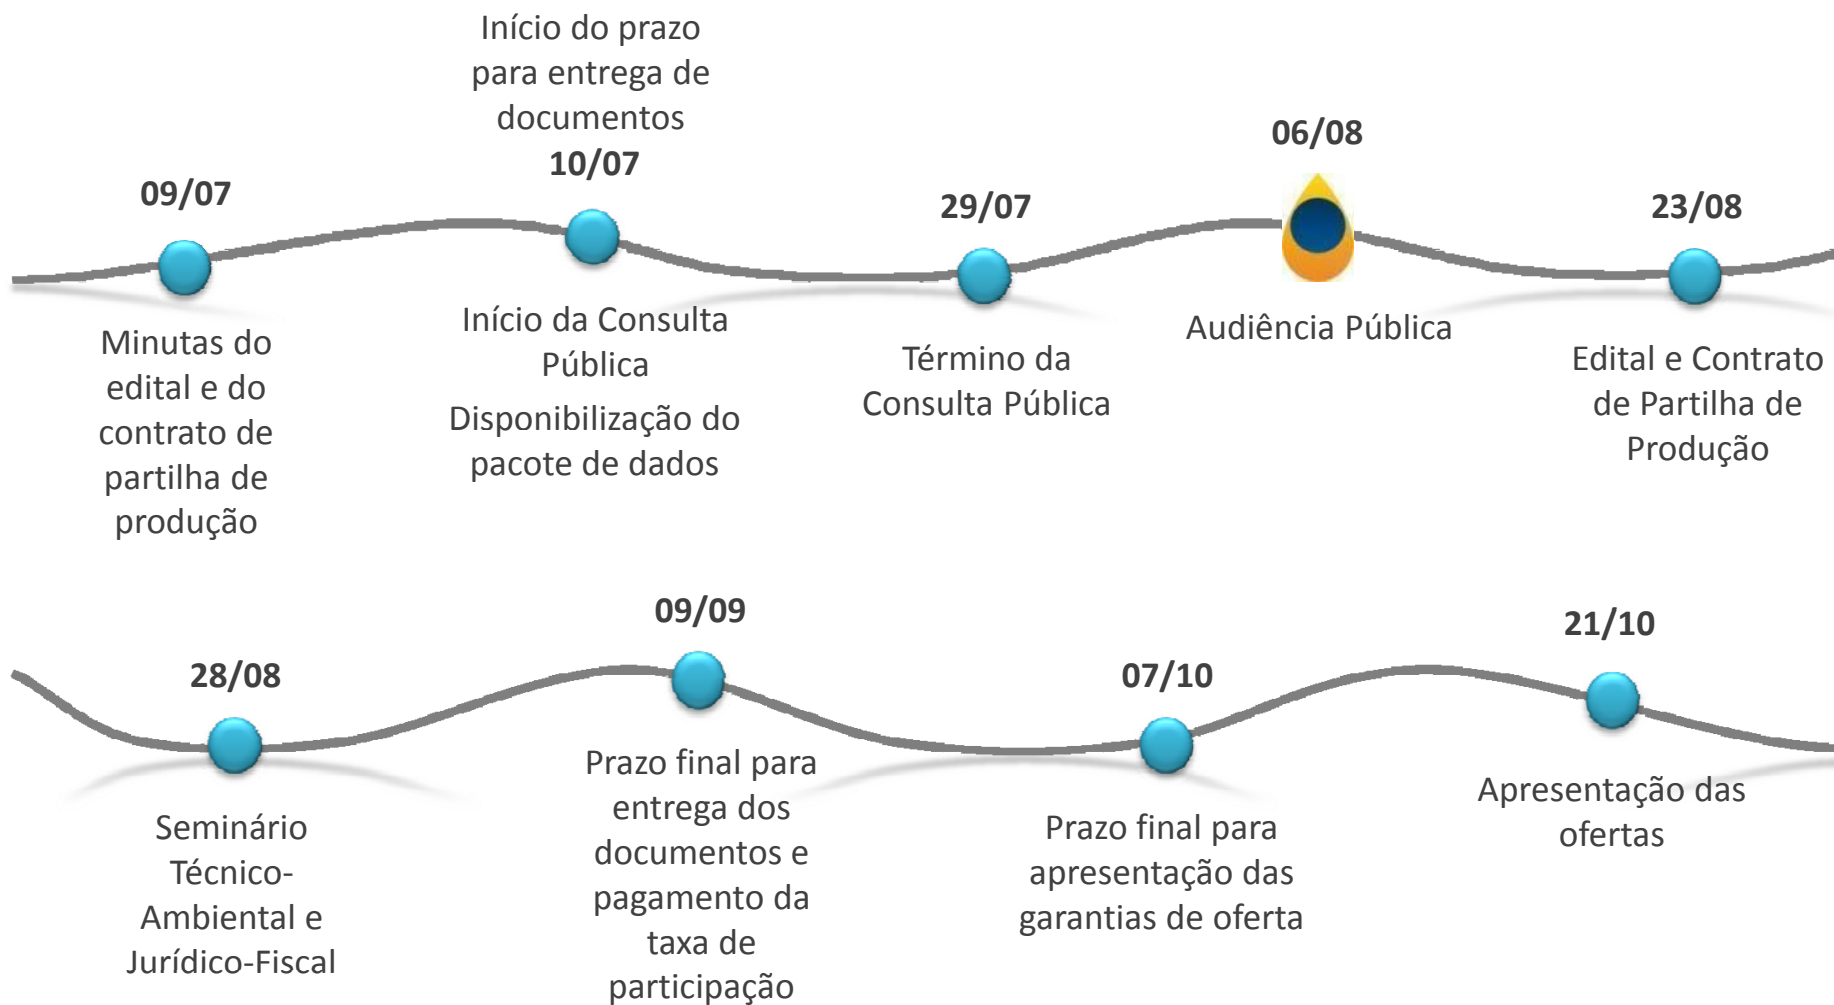 09/07
Minutas do
edital e do
contrato de
partilha de
produção
Início do prazo
para entrega de
documentos
10/07
Início da Consulta
Pública
Disponibilização do
pacote de dados
29/07
Término da
Consulta Pública
06/08
Audiência Pública
23/08
Edital e Contrato
de Partilha de
Produção
28/08
Seminário
Técnico-
Ambiental e
Jurídico-Fiscal
09/09
Prazo final para
entrega dos
documentos e
pagamento da
taxa de
participação
07/10
Prazo final para
apresentação das
garantias de oferta
21/10
Apresentação das
ofertas